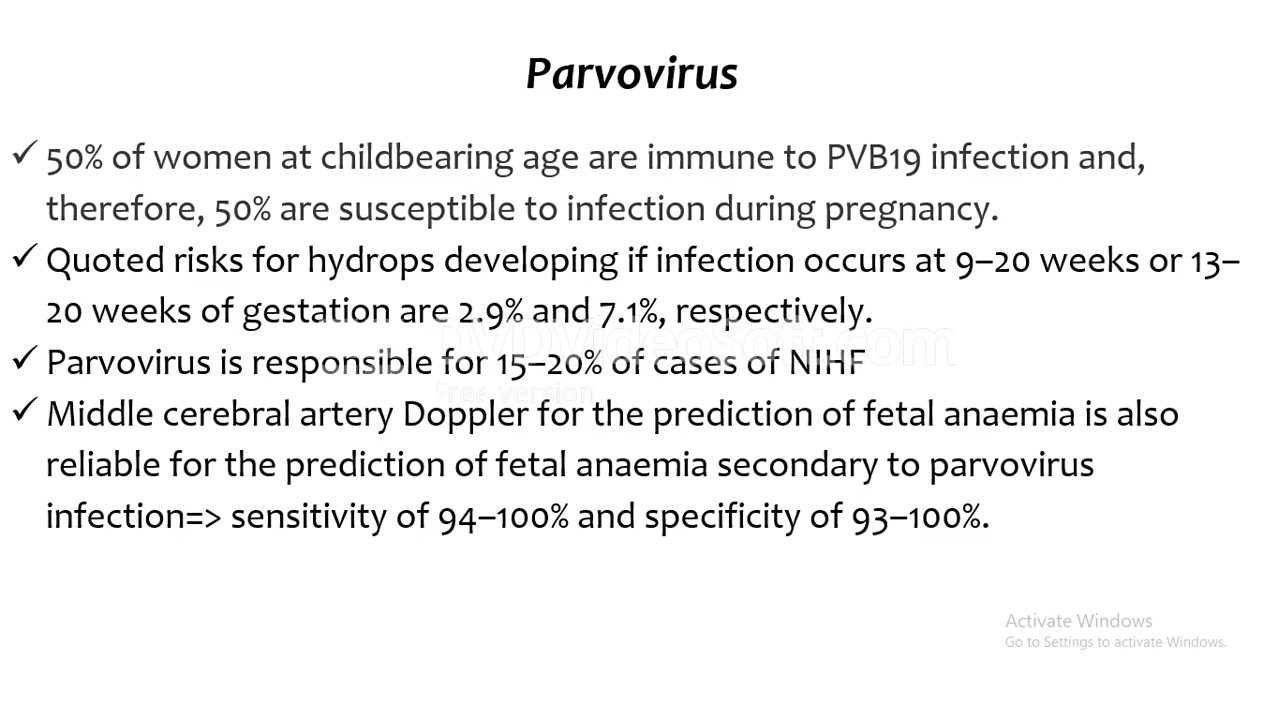 Parvovirus
✓ 50% of women at childbearing age are immune to PVB19 infection and,
therefore, 50% are susceptible to infection during pregnancy.
✓ Quoted risks for hydrops developing if infection occurs at 9–20 weeks or 13–
20 weeks of gestation are 2.9% and 7.1%, respectively.
✓ Parvovirus is responsible for 15–20% of cases of NIHF
✓ Middle cerebral artery Doppler for the prediction of fetal anaemia is also
reliable for the prediction of fetal anaemia secondary to parvovirus
infection=> sensitivity of 94–100% and specificity of 93–100%.
DVDVideosoft.com
Free version
Activate Windows
Go to Settings to activate Windows.